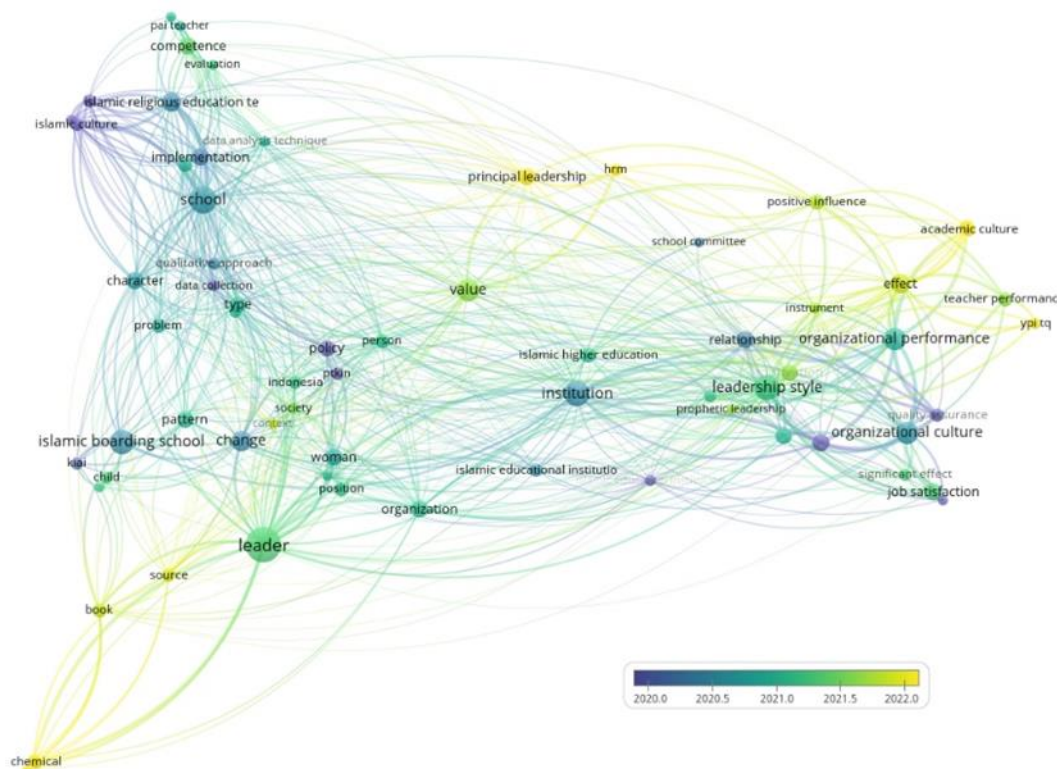 pai teacher
competence
evaluation
islamic religious education te
islamic culture
data analysis technique
implementation
principal leadership
hrm
school
positive influence
academic culture
school committee
qualitative approach
character
data collection
value
effect
type
teacher performanc
instrument
problem
ypi tq
person
relationship
organizational performance
policy
islamic higher education
ptkin
indonesia
institution
leadership style
society
prophetic leadership
pattern
context
quality assurance
islamic boarding school
change
organizational culture
kiai
woman
islamic educational institutio
child
position
significant effect
job satisfaction
organization
leader
source
book
2020.0 2020.5 2021.0 2021.5 2022.0
chemical